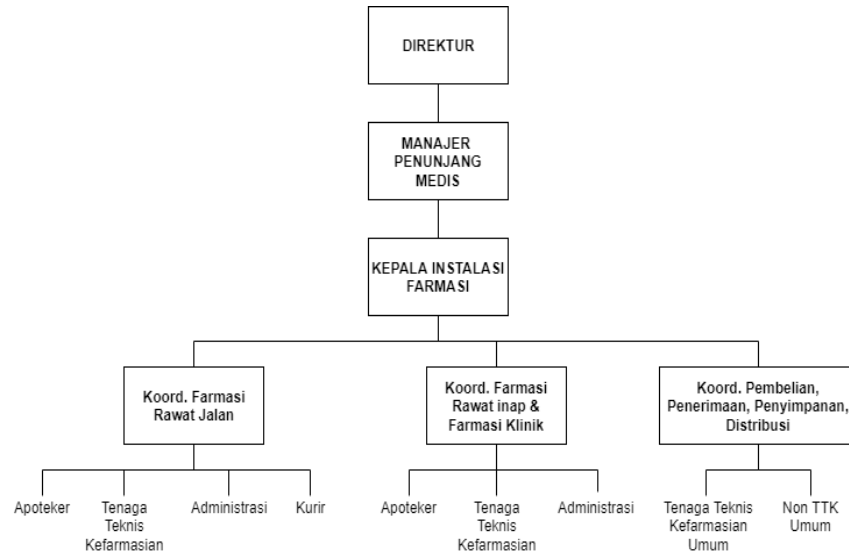 DIREKTUR
MANAJER
PENUNJANG
MEDIS
KEPALA INSTALASI
FARMASI
Koord. Farmasi
Rawat Jalan
Koord. Farmasi
Rawat inap &
Farmasi Klinik
Koord. Pembelian,
Penerimaan, Penyimpanan,
Distribusi
Apoteker
Tenaga
Teknis
Kefarmasian
Administrasi
Kurir
Apoteker
Tenaga
Teknis
Kefarmasian
Administrasi
Tenaga Teknis
Kefarmasian
Umum
Non TTK
Umum